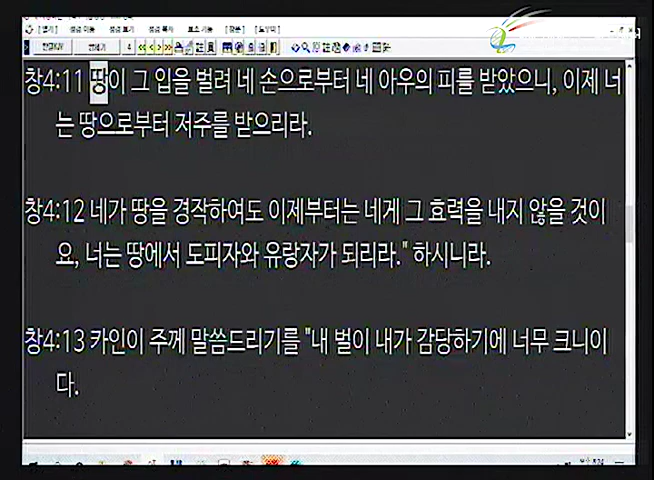 창4:11 땅이 그 입을 벌려 네 손으로부터 네 아우의 피를 받았으니, 이제 너
는 땅으로부터 저주를 받으리라.
창4:12 네가 땅을 경작하여도 이제부터는 네게 그 효력을 내지 않을 것이
요, 너는 땅에서 도피자와 유랑자가 되리라." 하시니라.
창4:13 카인이 주께 말씀드리기를 "내 벌이 내가 감당하기에 너무 크니이
다.